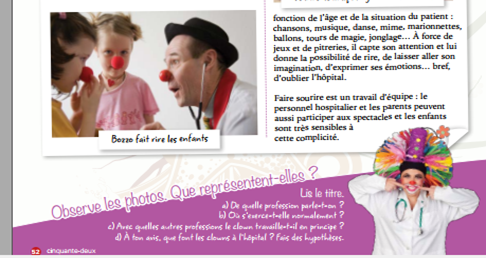 fonction de l'âge et de la situation du patient :
chansons, musique, danse, mime, marionnettes,
ballons, tours de magie, jonglage... À force de
jeux et de pitreries, il capte son attention et lui
donne la possibilité de rire, de laisser aller son
imagination, d'exprimer ses émotions... bref,
d'oublier l'hôpital.
Faire sourire est un travail d'équipe : le
personnel hospitalier et les parents peuvent
aussi participer aux spectacles et les enfants
sont très sensibles à
cette complicité.
Bozzo fait rire les enfants
Observe les photos. Que représentent-elles ?
Lis le titre.
a) De quelle profession parle-t-on ?
b) Où s'exerce-t-elle normalement ?
c) Avec quelles autres professions le clown travaille-t-il en principe ?
d) À ton avis, que font les clowns à l'hôpital ? Fais des hypothèses.
52 cinquante-deux